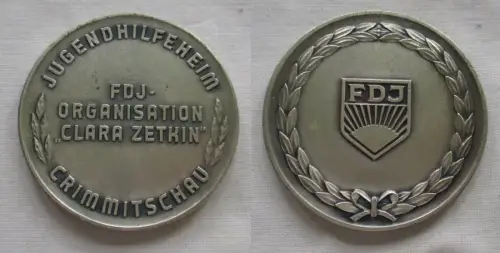 JUGENDHILFEHEIM
FDJ-
ORGANISATION
„CLARA ZETKIN"
CRIMMITSCHAU
FDJ